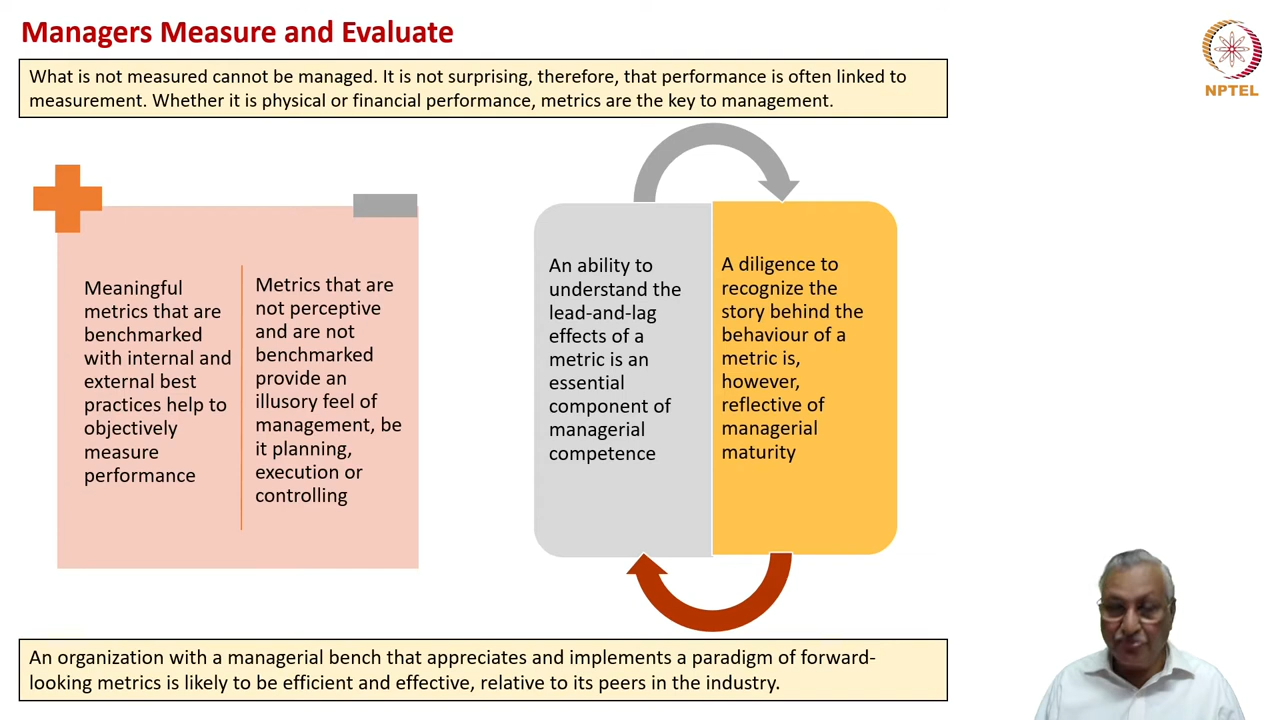 Managers Measure and Evaluate
What is not measured cannot be managed. It is not surprising, therefore, that performance is often linked to
measurement. Whether it is physical or financial performance, metrics are the key to management.
NPTEL
Meaningful
metrics that are
benchmarked
with internal and
external best
practices help to
objectively
measure
performance
Metrics that are
not perceptive
and are not
benchmarked
provide an
illusory feel of
management, be
it planning,
execution or
controlling
An ability to
understand the
lead-and-lag
effects of a
metric is an
essential
component of
managerial
competence
A diligence to
recognize the
story behind the
behaviour of a
metric is,
however,
reflective of
managerial
maturity
An organization with a managerial bench that appreciates and implements a paradigm of forward-
looking metrics is likely to be efficient and effective, relative to its peers in the industry.